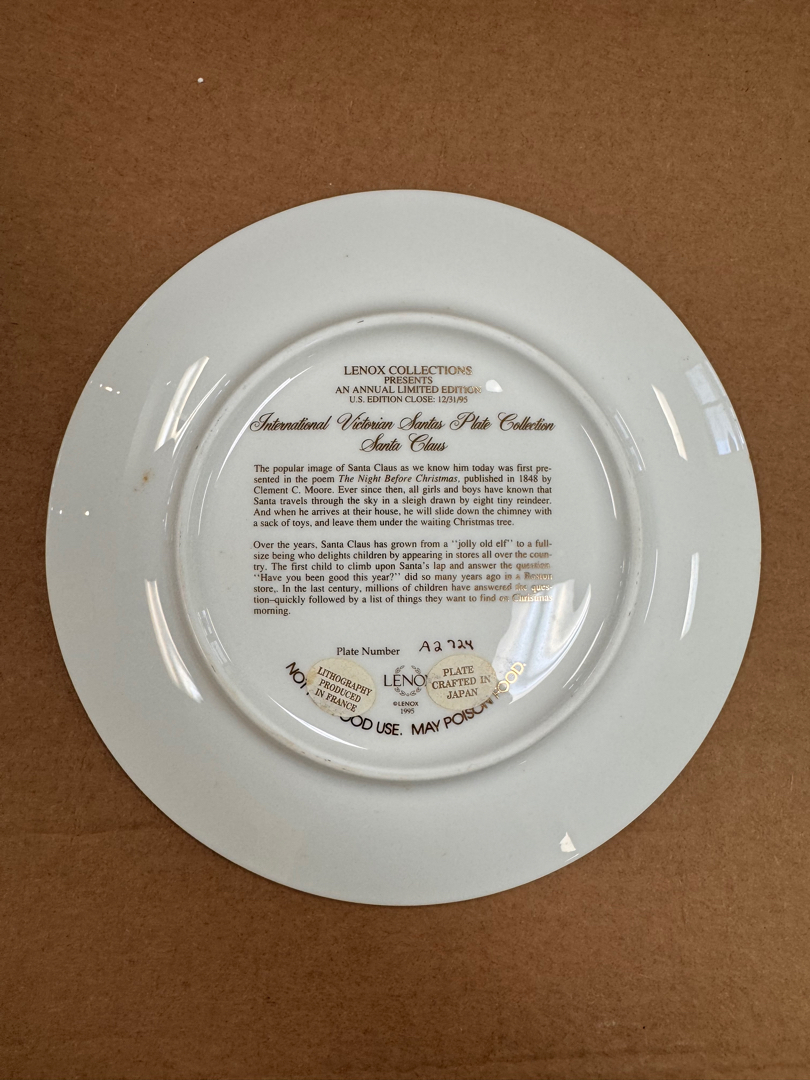 LENOX COLLECTIONS
PRESENTS
AN ANNUAL LIMITED EDITION
U.S. EDITION CLOSE: 12/31/95
International Victorian Santas Plate Collection
Santa Claus
The popular image of Santa Claus as we know him today was first pre-
sented in the poem The Night Before Christmas, published in 1848 by
Clement C. Moore. Ever since then, all girls and boys have known that
Santa travels through the sky in a sleigh drawn by eight tiny reindeer.
And when he arrives at their house, he will slide down the chimney with
a sack of toys, and leave them under the waiting Christmas tree.
Over the years, Santa Claus has grown from a ‘‘jolly old elf’’ to a full-
size being who delights children by appearing in stores all over the coun-
try. The first child to climb upon Santa’s lap and answer the question
‘‘Have you been good this year?’’ did so many years ago in a Boston
store,. In the last century, millions of children have answered the ques-
tion–quickly followed by a list of things they want to find on Christmas
morning.
Plate Number A2724
LITHOGRAPHY
PRODUCED
IN FRANCE
LENO
©LENOX
1995
PLATE
CRAFTED IN
JAPAN
NOT OOD USE. MAY POISON FOOD.